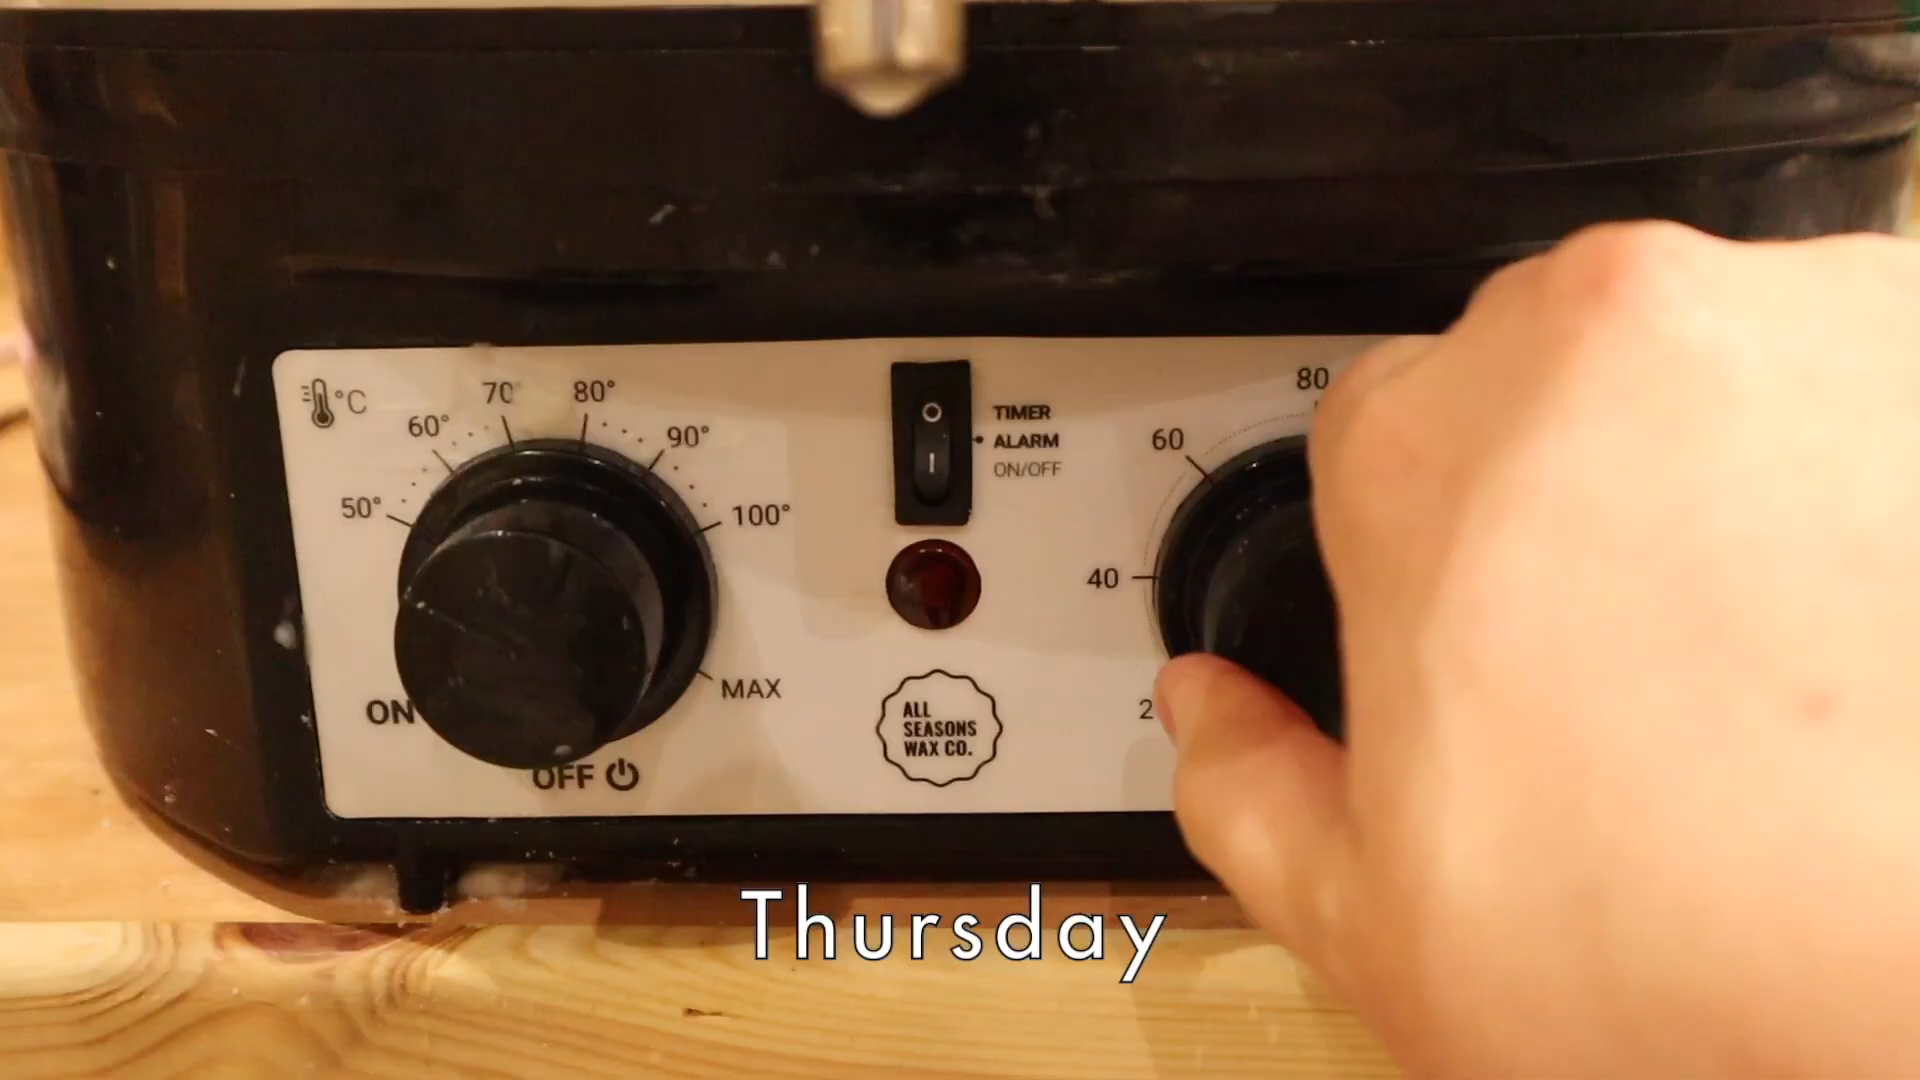 °C
50°
60°
70°
80°
90°
100°
MAX
ON
OFF
TIMER
ALARM
ON/OFF
ALL
SEASONS
WAX CO.
40
60
80
Thursday